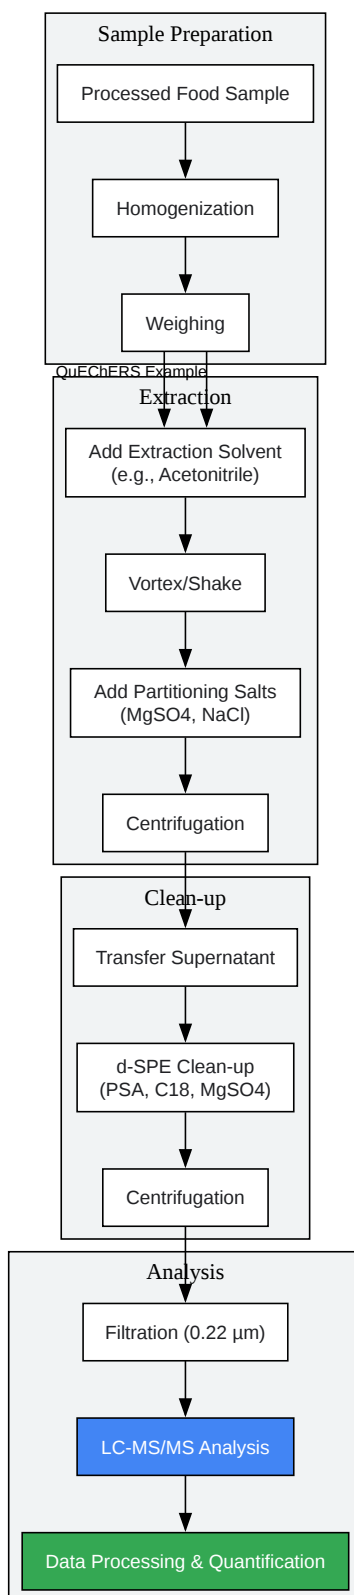 Sample Preparation
Processed Food Sample
Homogenization
Weighing
QuEChERS Example
Extraction
Add Extraction Solvent
(e.g., Acetonitrile)
Vortex/Shake
Add Partitioning Salts
(MgSO4, NaCl)
Centrifugation
Clean-up
Transfer Supernatant
d-SPE Clean-up
(PSA, C18, MgSO4)
Centrifugation
Analysis
Filtration (0.22 µm)
LC-MS/MS Analysis
Data Processing & Quantification